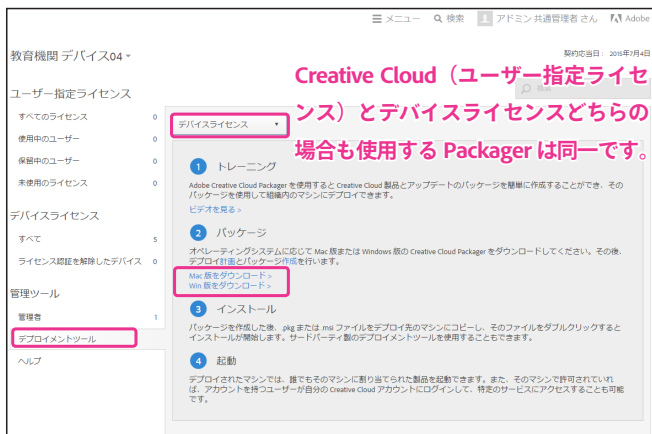 メニュー 検索 アドミン 共通管理者 さん Adobe
教育機関 デバイス04
契約応当日： 2015年7月4日
Creative Cloud（ユーザー指定ライセ
ンス）とデバイスライセンスどちらの
場合も使用する Packager は同一です。
ユーザー指定ライセンス
すべてのライセンス 0
使用中のユーザー 0
保留中のユーザー 0
未使用のライセンス 0
デバイスライセンス
すべて 5
ライセンス認証を解除したデバイス 0
管理ツール
管理者 1
デプロイメントツール
ヘルプ
デバイスライセンス
1 トレーニング
Adobe Creative Cloud Packager を使用すると Creative Cloud 製品とアップデートのパッケージを簡単に作成することができ、その
パッケージを使用して組織内のマシンにデプロイできます。
ビデオを見る >
2 パッケージ
オペレーティングシステムに応じて Mac 版または Windows 版の Creative Cloud Packager をダウンロードしてください。その後、
デプロイ計画とパッケージ作成を行います。
Mac 版をダウンロード >
Win 版をダウンロード >
3 インストール
パッケージを作成した後、.pkg または .msi ファイルをデプロイ先のマシンにコピーし、そのファイルをダブルクリックすると
インストールが開始します。サードパーティ製のデプロイメントツールを使用することもできます。
4 起動
デプロイされたマシンでは、誰でもそのマシンに割り当てられた製品を起動できます。また、そのマシンで許可されていれ
ば、アカウントを持つユーザーが自分の Creative Cloud アカウントにログインして、特定のサービスにアクセスすることも可能
です。